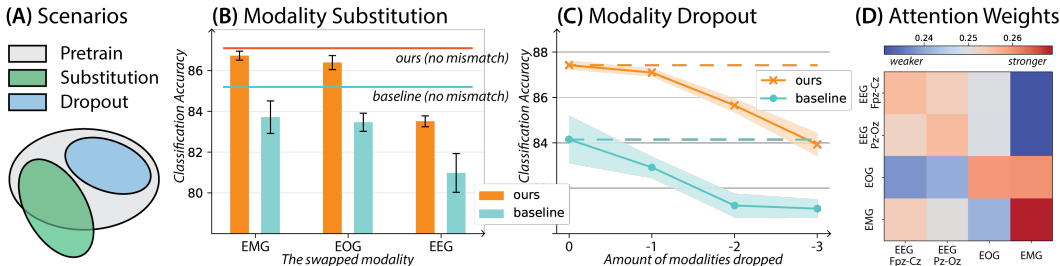 (A) Scenarios
Pretrain
Substitution
Dropout
(B) Modality Substitution
Classification Accuracy
86
84
82
80
ours (no mismatch)
baseline (no mismatch)
ours
baseline
EMG
EOG
EEG
The swapped modality
(C) Modality Dropout
Classification Accuracy
88
86
84
ours
baseline
0
-1
-2
-3
Amount of modalities dropped
(D) Attention Weights
0.24
0.25
0.26
weaker
stronger
EEG
Fpz-Cz
EEG
Pz-Oz
EOG
EMG
EEG
Fpz-Cz
EEG
Pz-Oz
EOG
EMG